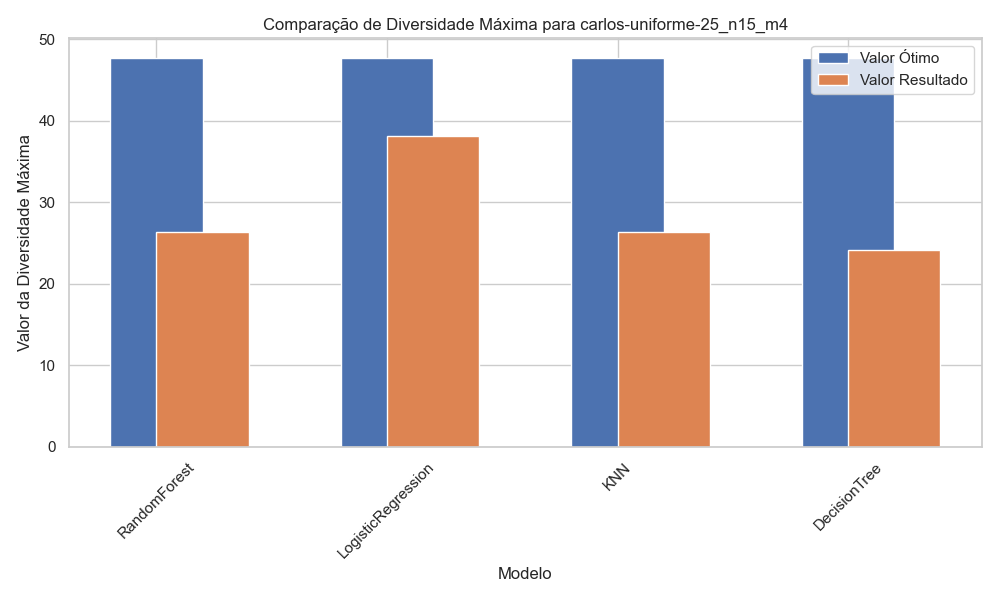 Comparação de Diversidade Máxima para carlos-uniforme-25_n15_m4
Valor Ótimo
Valor Resultado
Valor da Diversidade Máxima
50
40
30
20
10
0
RandomForest
LogisticRegression
KNN
DecisionTree
Modelo